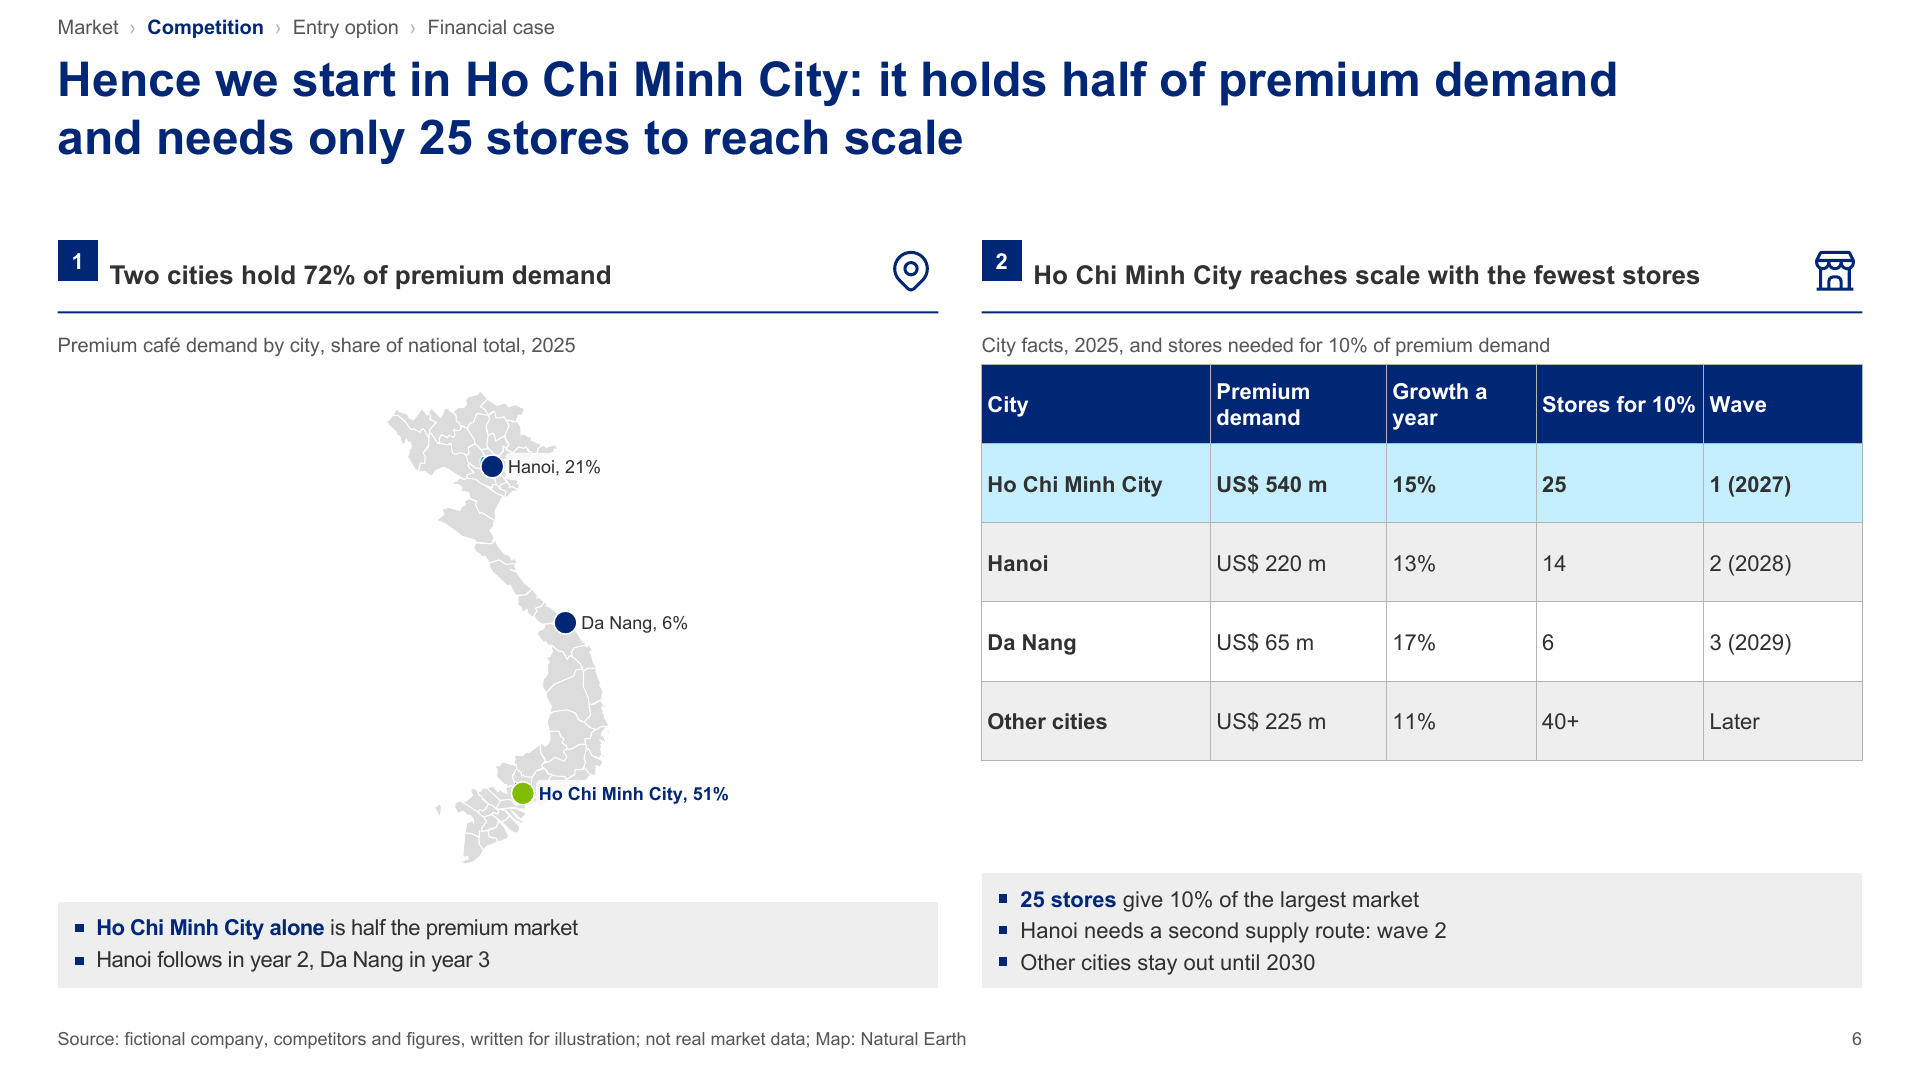 Market › Competition › Entry option › Financial case
Hence we start in Ho Chi Minh City: it holds half of premium demand
and needs only 25 stores to reach scale
1 Two cities hold 72% of premium demand
Premium café demand by city, share of national total, 2025
Hanoi, 21%
Da Nang, 6%
Ho Chi Minh City, 51%
Ho Chi Minh City alone is half the premium market
Hanoi follows in year 2, Da Nang in year 3
2 Ho Chi Minh City reaches scale with the fewest stores
City facts, 2025, and stores needed for 10% of premium demand
City Premium demand Growth a year Stores for 10% Wave
Ho Chi Minh City US$ 540 m 15% 25 1 (2027)
Hanoi US$ 220 m 13% 14 2 (2028)
Da Nang US$ 65 m 17% 6 3 (2029)
Other cities US$ 225 m 11% 40+ Later
25 stores give 10% of the largest market
Hanoi needs a second supply route: wave 2
Other cities stay out until 2030
Source: fictional company, competitors and figures, written for illustration; not real market data; Map: Natural Earth
6